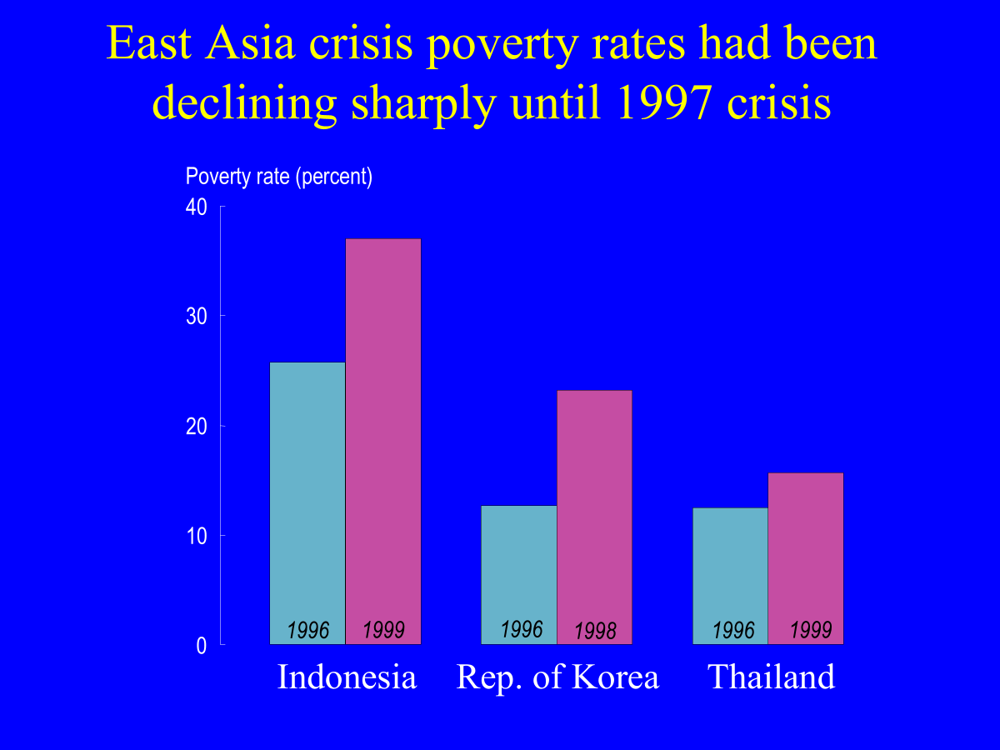 East Asia crisis poverty rates had been
declining sharply until 1997 crisis
Poverty rate (percent)
40
30
20
10
0
1996 1999 1996 1998 1996 1999
Indonesia Rep. of Korea Thailand